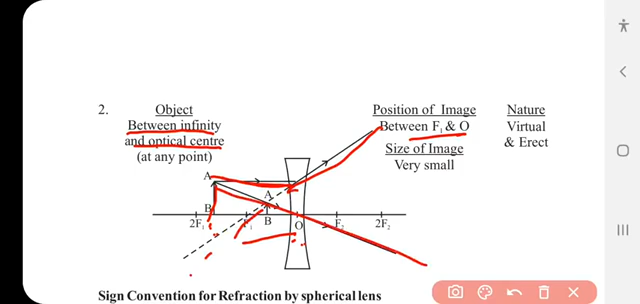 2. Object Position of Image Nature
Between infinity Between F₁ & O Virtual
and optical centre Size of Image & Erect
(at any point) Very small
A
A
B
2F₁ F₁ B O F₂ 2F₂
Sign Convention for Refraction by spherical lens